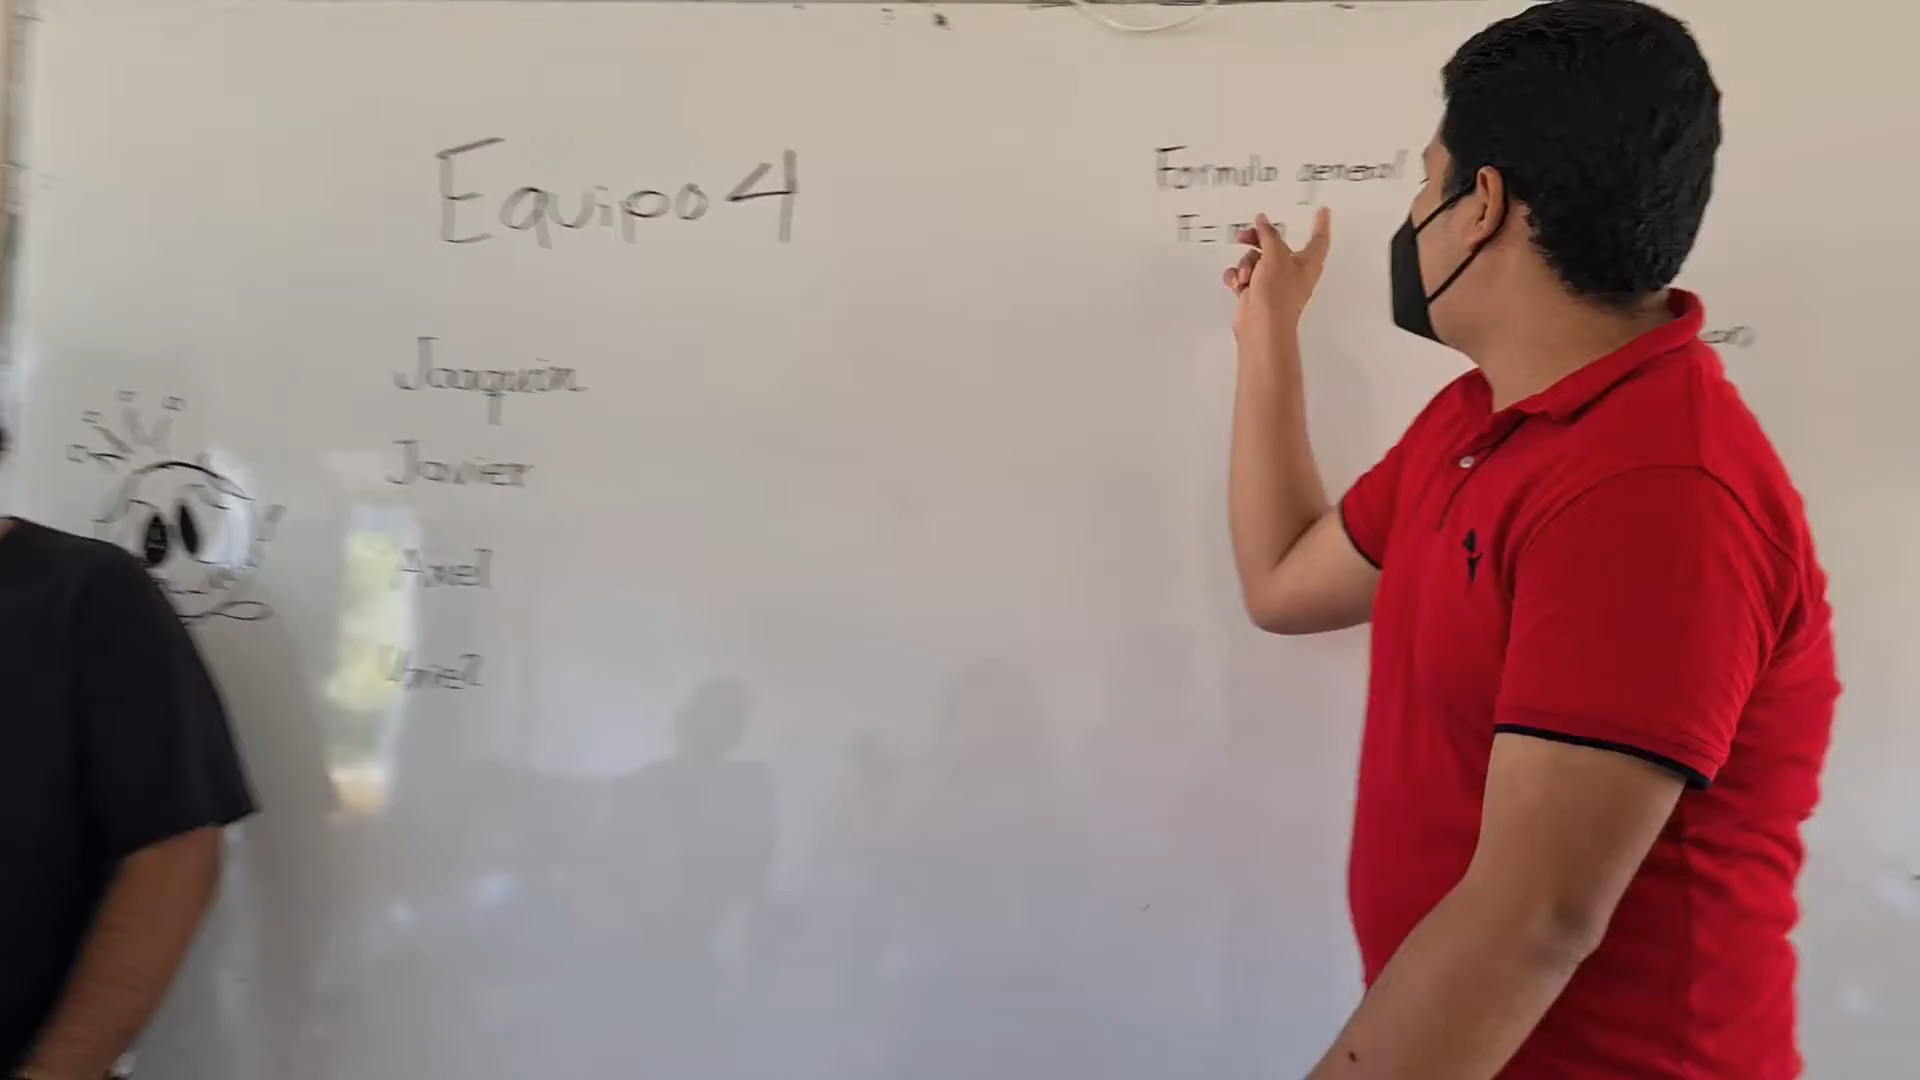 Equipo 4
Formula general
F=
Joaquin
Javier
Axel